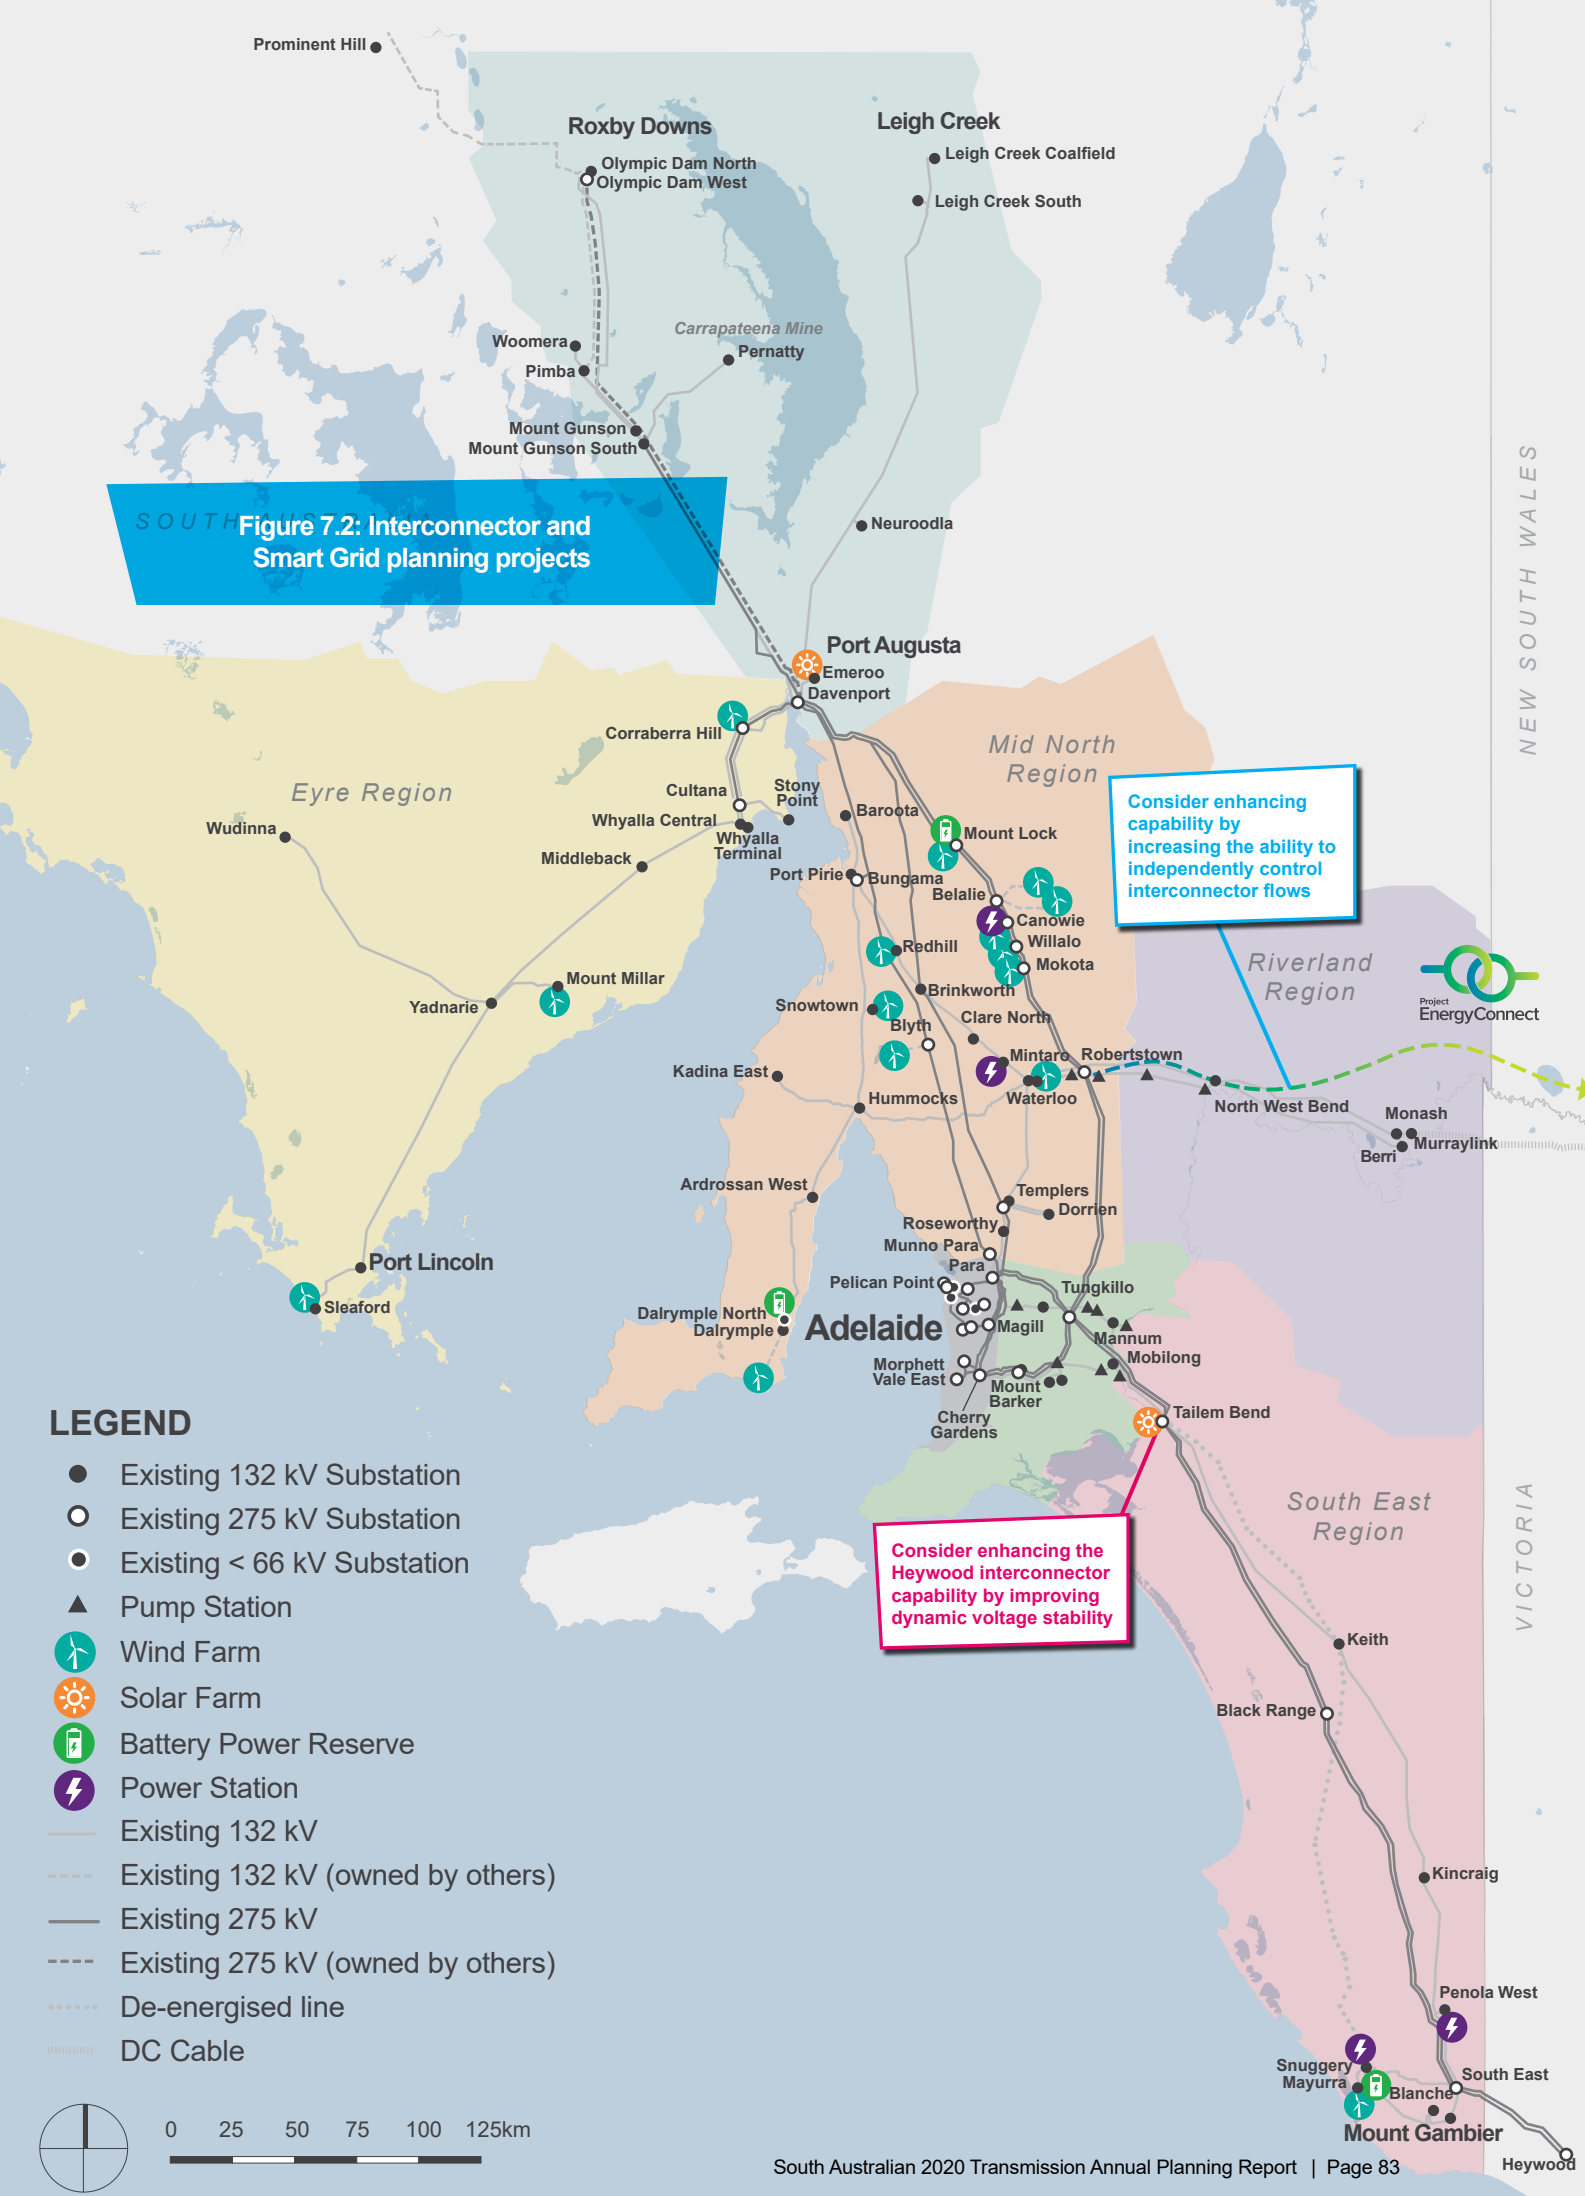 Prominent Hill
Roxby Downs
Leigh Creek
Olympic Dam North
Olympic Dam West
Leigh Creek Coalfield
Leigh Creek South
Carrapateena Mine
Woomera
Pernatty
Pimba
Mount Gunson
Mount Gunson South
SOUTH AUSTRALIA
Figure 7.2: Interconnector and
Smart Grid planning projects
Neuroodla
NEW SOUTH WALES
Port Augusta
Emeroo
Davenport
Corraberra Hill
Mid North
Region
Eyre Region
Cultana
Stony
Point
Baroota
Wudinna
Whyalla Central
Whyalla
Terminal
Mount Lock
Middleback
Port Pirie
Bungama
Belalie
Canowie
Willalo
Mokota
Redhill
Consider enhancing
capability by
increasing the ability to
independently control
interconnector flows
Riverland
Region
Project
EnergyConnect
Mount Millar
Yadnarie
Snowtown
Brinkworth
Blyth
Clare North
Mintaro
Robertstown
Kadina East
Hummocks
Waterloo
North West Bend
Monash
Murraylink
Berri
Ardrossan West
Templers
Dorrien
Roseworthy
Munno Para
Para
Pelican Point
Tungkillo
Port Lincoln
Sleaford
Dalrymple North
Dalrymple
Adelaide
Magill
Mannum
Mobilong
Morphett
Vale East
Mount
Barker
Cherry
Gardens
Tailem Bend
South East
Region
VICTORIA
Consider enhancing the
Heywood interconnector
capability by improving
dynamic voltage stability
Keith
Black Range
Kincraig
Penola West
Snuggery
Mayurra
Blanche
South East
Mount Gambier
Heywood
LEGEND
Existing 132 kV Substation
Existing 275 kV Substation
Existing < 66 kV Substation
Pump Station
Wind Farm
Solar Farm
Battery Power Reserve
Power Station
Existing 132 kV
Existing 132 kV (owned by others)
Existing 275 kV
Existing 275 kV (owned by others)
De-energised line
DC Cable
0 25 50 75 100 125km
South Australian 2020 Transmission Annual Planning Report | Page 83